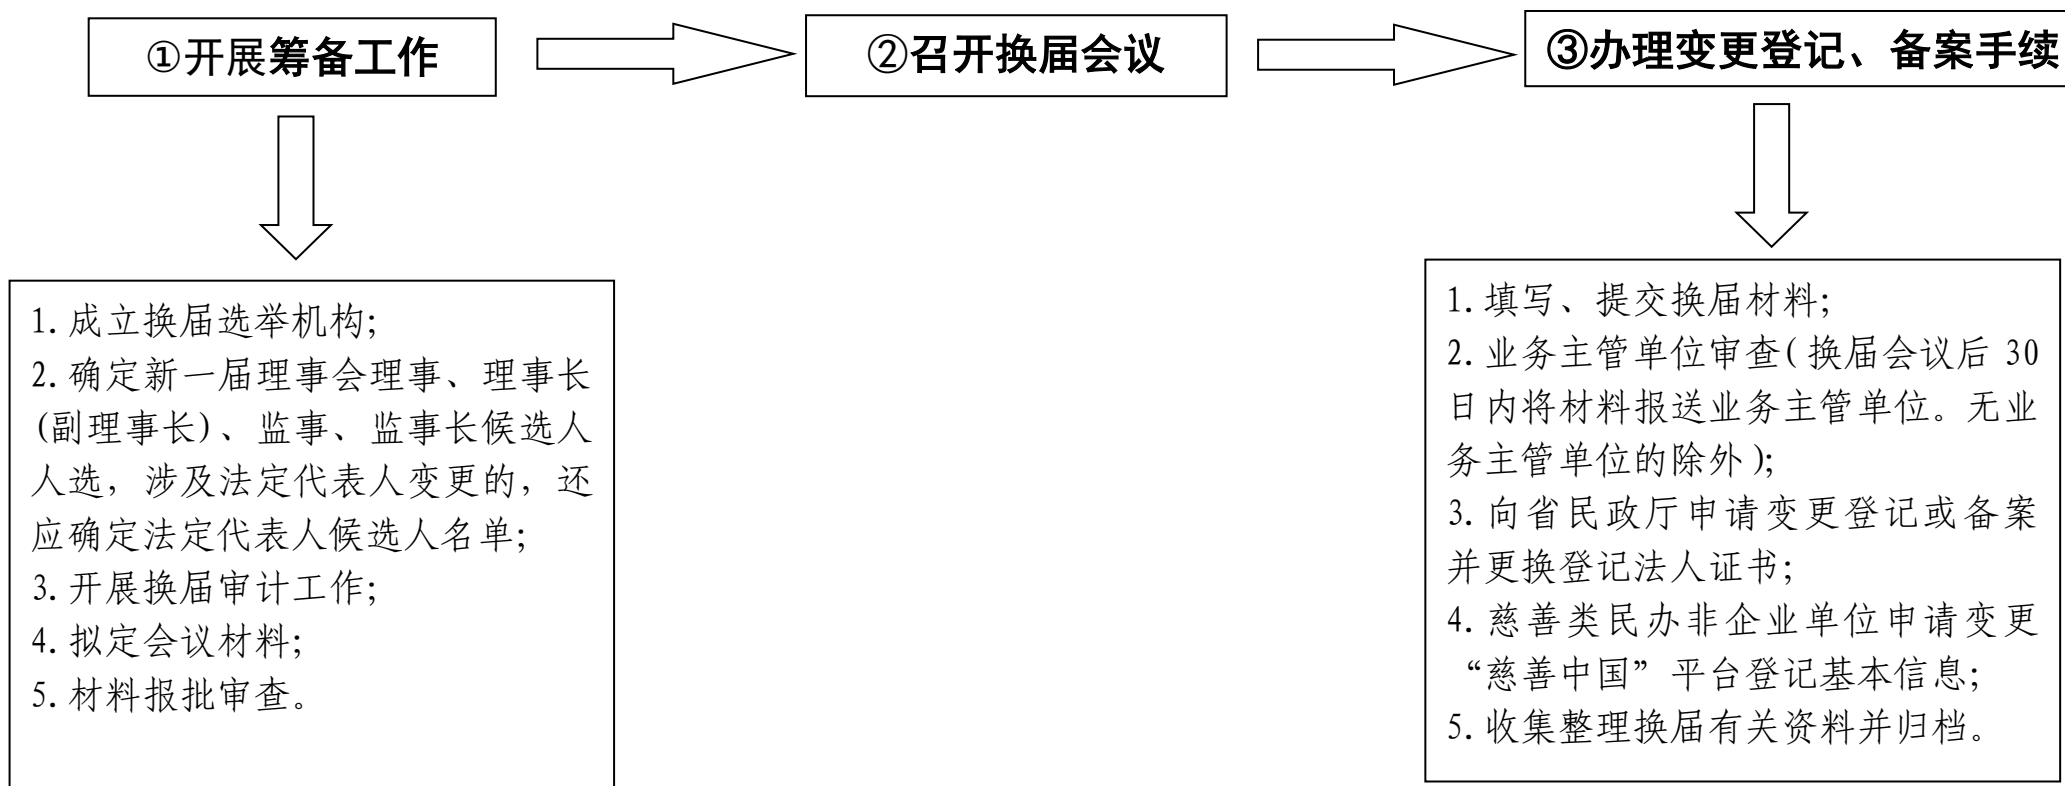 ①开展筹备工作
②召开换届会议
③办理变更登记、备案手续
1.成立换届选举机构;
2.确定新一届理事会理事、理事长
(副理事长)、监事、监事长候选人
人选，涉及法定代表人变更的，还
应确定法定代表人候选人名单;
3.开展换届审计工作;
4.拟定会议材料;
5.材料报批审查。
1.填写、提交换届材料;
2.业务主管单位审查(换届会议后 30
日内将材料报送业务主管单位。无业
务主管单位的除外);
3.向省民政厅申请变更登记或备案
并更换登记法人证书;
4.慈善类民办非企业单位申请变更
“慈善中国”平台登记基本信息;
5.收集整理换届有关资料并归档。